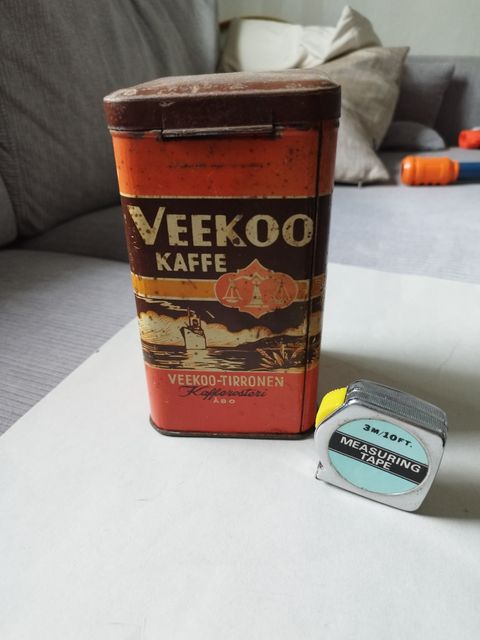 VEEKOO
KAFFE
VEEKOO-TIRRONEN
Kafferosteri
ÅBO
3M/10FT.
MEASURING
TAPE